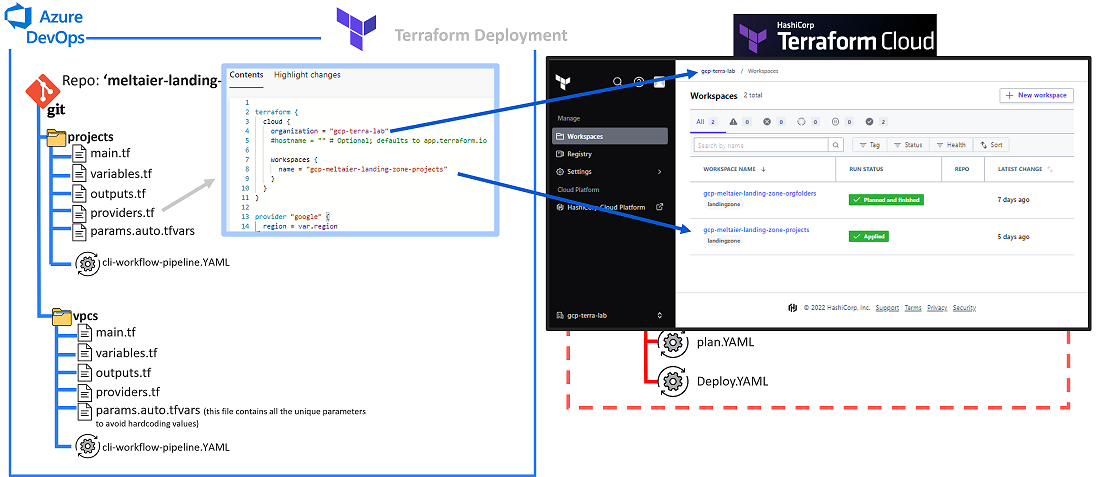 Azure
DevOps
Terraform Deployment
HashiCorp
Terraform Cloud
Repo: ‘meltaier-landing-
git
projects
main.tf
variables.tf
outputs.tf
providers.tf
params.auto.tfvars
cli-workflow-pipeline.YAML
vpcs
main.tf
variables.tf
outputs.tf
providers.tf
params.auto.tfvars (this file contains all the unique parameters
to avoid hardcoding values)
cli-workflow-pipeline.YAML
Contents Highlight changes
1
2 terraform {
3 cloud {
4 organization = "gcp-terra-lab"
5 #hostname = "" # Optional; defaults to app.terraform.io
6
7 workspaces {
8 name = "gcp-meltaier-landing-zone-projects"
9 }
10 }
11 }
12
13 provider "google" {
14 region = var.region
Manage
Workspaces
Registry
Settings
Cloud Platform
HashiCorp Cloud Platform
gcp-terra-lab
gcp-terra-lab / Workspaces
Workspaces 2 total
+ New workspace
All 2 0 0 0 0 2
Search by name Tag Status Health Sort
WORKSPACE NAME RUN STATUS REPO LATEST CHANGE
gcp-meltaier-landing-zone-orgfolders Planned and finished 7 days ago
landingzone
gcp-meltaier-landing-zone-projects Applied 5 days ago
landingzone
© 2022 HashiCorp, Inc. Support Terms Privacy Security
plan.YAML
Deploy.YAML